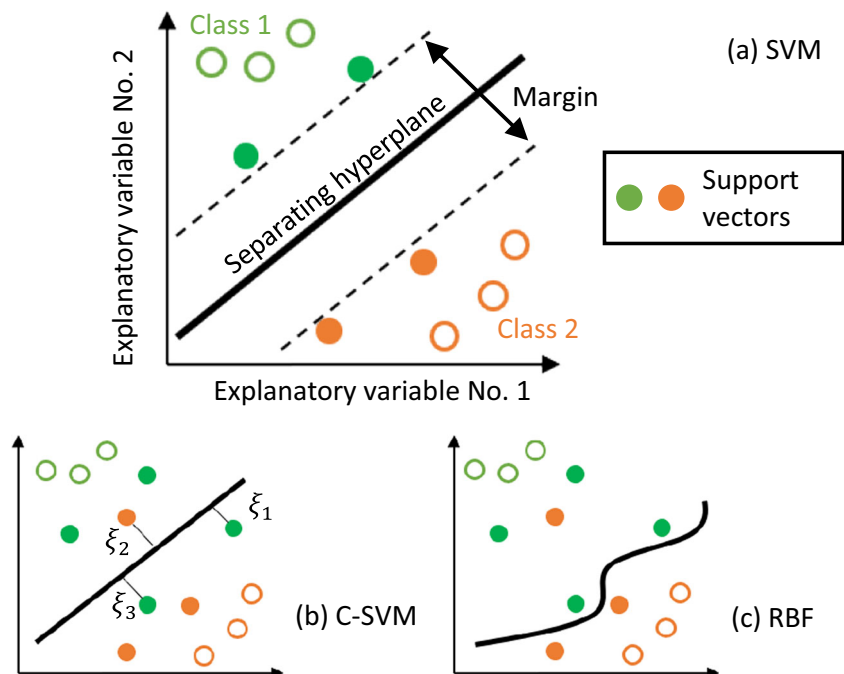 Class 1
(a) SVM
Explanatory variable No. 2
Margin
Separating hyperplane
Support
vectors
Class 2
Explanatory variable No. 1
ξ1
ξ2
ξ3
(b) C-SVM
(c) RBF